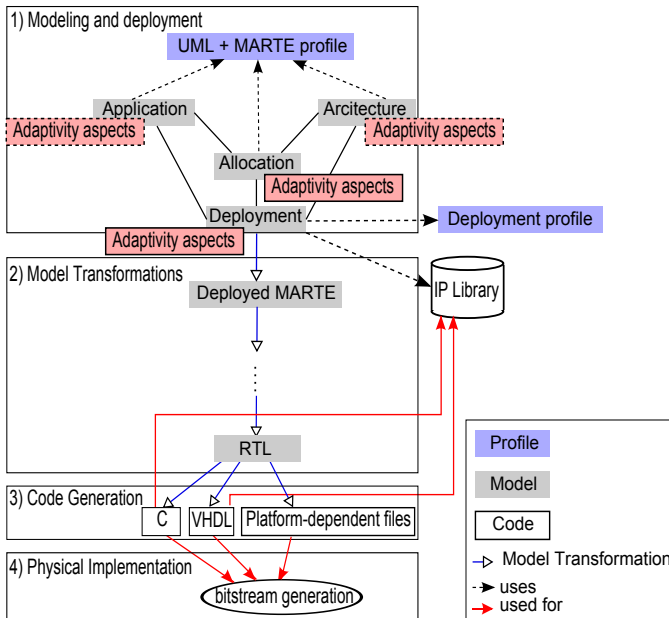 1) Modeling and deployment
UML + MARTE profile
Application
Arcitecture
Adaptivity aspects
Adaptivity aspects
Allocation
Adaptivity aspects
Deployment
Deployment profile
Adaptivity aspects
2) Model Transformations
Deployed MARTE
IP Library
RTL
3) Code Generation
C
VHDL
Platform-dependent files
4) Physical Implementation
bitstream generation
Profile
Model
Code
Model Transformation
uses
used for